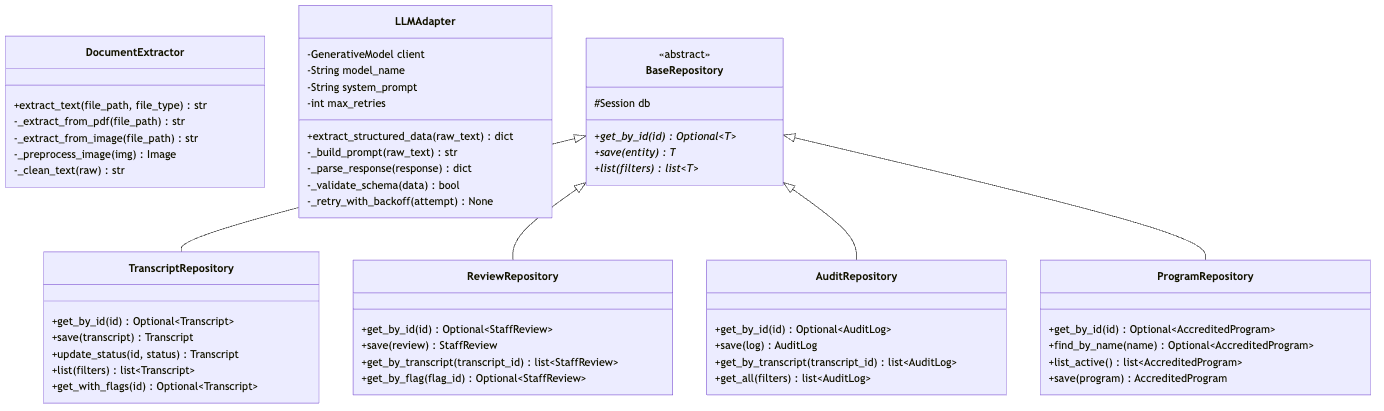 DocumentExtractor
+extract_text(file_path, file_type) : str
-_extract_from_pdf(file_path) : str
-_extract_from_image(file_path) : str
-_preprocess_image(img) : Image
-_clean_text(raw) : str
LLMAdapter
-GenerativeModel client
-String model_name
-String system_prompt
-int max_retries
+extract_structured_data(raw_text) : dict
-_build_prompt(raw_text) : str
-_parse_response(response) : dict
-_validate_schema(data) : bool
-_retry_with_backoff(attempt) : None
«abstract»
BaseRepository
#Session db
+get_by_id(id) : Optional<T>
+save(entity) : T
+list(filters) : list<T>
TranscriptRepository
+get_by_id(id) : Optional<Transcript>
+save(transcript) : Transcript
+update_status(id, status) : Transcript
+list(filters) : list<Transcript>
+get_with_flags(id) : Optional<Transcript>
ReviewRepository
+get_by_id(id) : Optional<StaffReview>
+save(review) : StaffReview
+get_by_transcript(transcript_id) : list<StaffReview>
+get_by_flag(flag_id) : Optional<StaffReview>
AuditRepository
+get_by_id(id) : Optional<AuditLog>
+save(log) : AuditLog
+get_by_transcript(transcript_id) : list<AuditLog>
+get_all(filters) : list<AuditLog>
ProgramRepository
+get_by_id(id) : Optional<AccreditedProgram>
+find_by_name(name) : Optional<AccreditedProgram>
+list_active() : list<AccreditedProgram>
+save(program) : AccreditedProgram